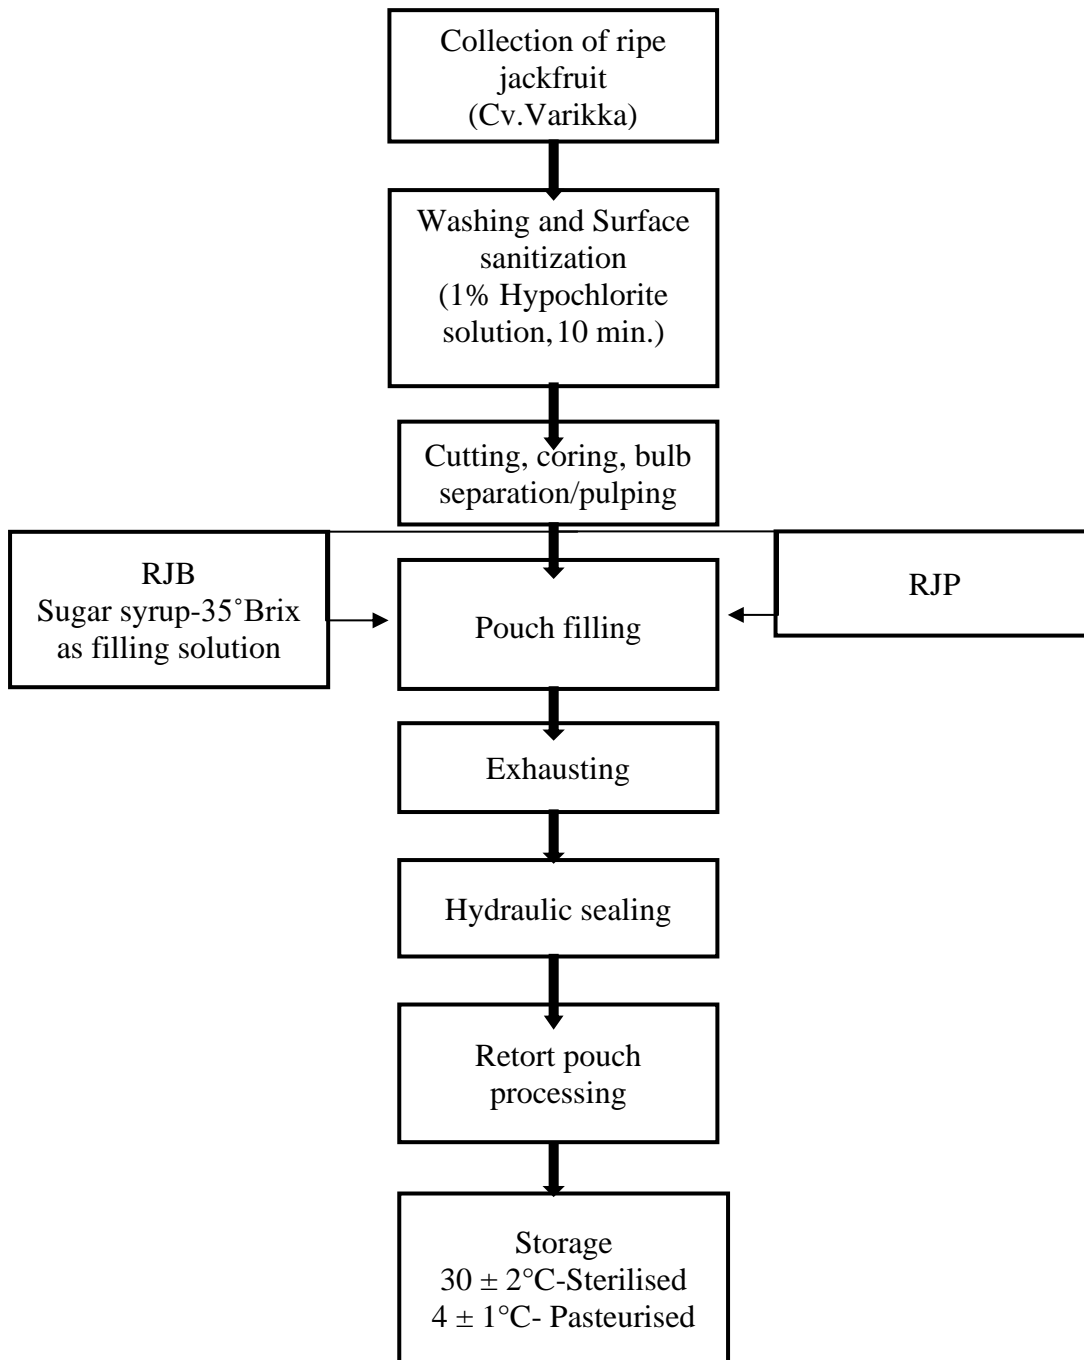 Collection of ripe
jackfruit
(Cv.Varikka)
Washing and Surface
sanitization
(1% Hypochlorite
solution, 10 min.)
Cutting, coring, bulb
separation/pulping
RJB
Sugar syrup-35˚Brix
as filling solution
Pouch filling
RJP
Exhausting
Hydraulic sealing
Retort pouch
processing
Storage
30 ± 2°C-Sterilised
4 ± 1°C- Pasteurised